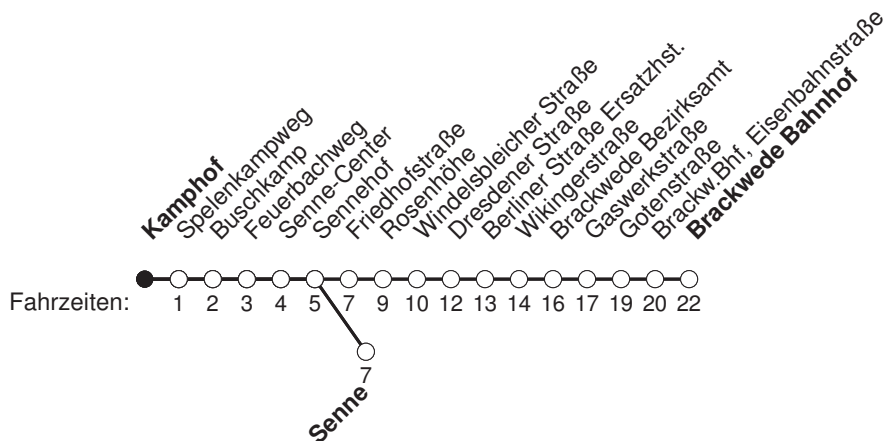 Kamphof
Spelenkampweg
Buschkamp
Feuerbachweg
Senne-Center
Sennehof
Friedhofstraße
Rosenhöhe
Windelsbleicher Straße
Dresdener Straße
Berliner Straße Ersatzhst.
Wikingerstraße
Brackwede Bezirksamt
Gaswerkstraße
Gotenstraße
Brackw.Bhf, Eisenbahnstraße
Brackwede Bahnhof
Fahrzeiten: 1 2 3 4 5 7 9 10 12 13 14 16 17 19 20 22
7
Senne